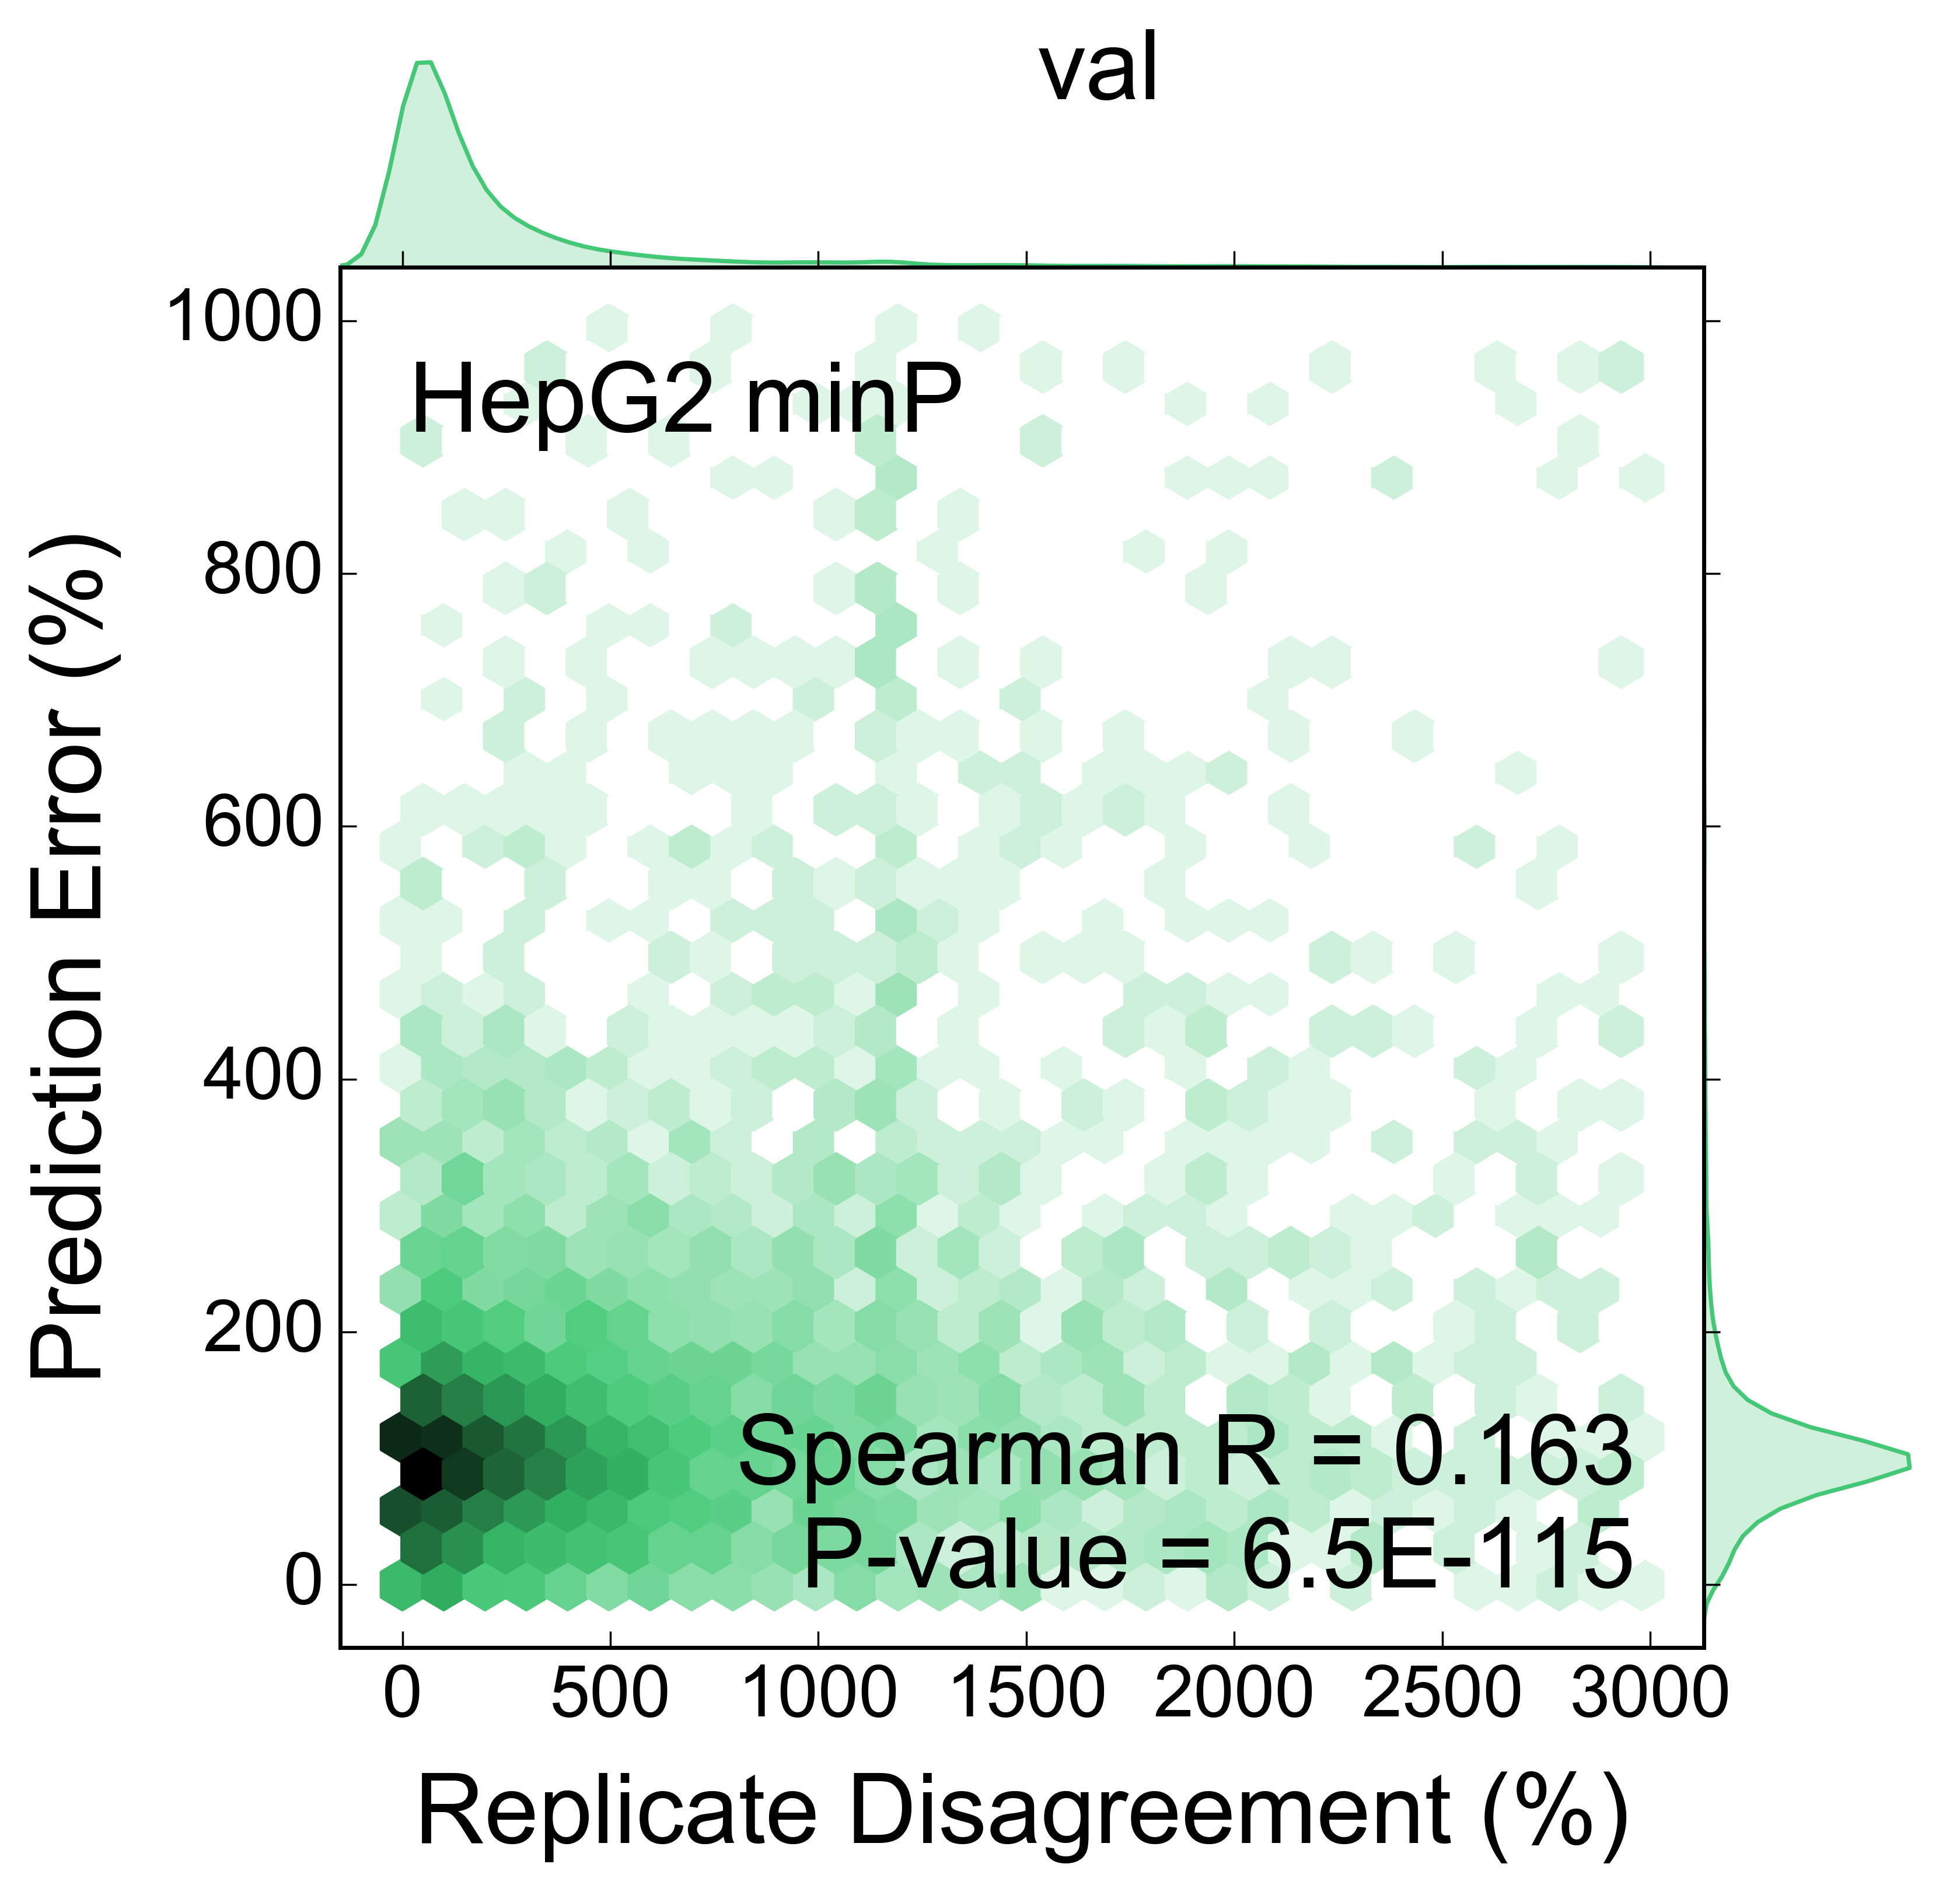 val
HepG2 minP
Spearman R = 0.163
P-value = 6.5E-115
Prediction Error (%)
1000
800
600
400
200
0
0 500 1000 1500 2000 2500 3000
Replicate Disagreement (%)